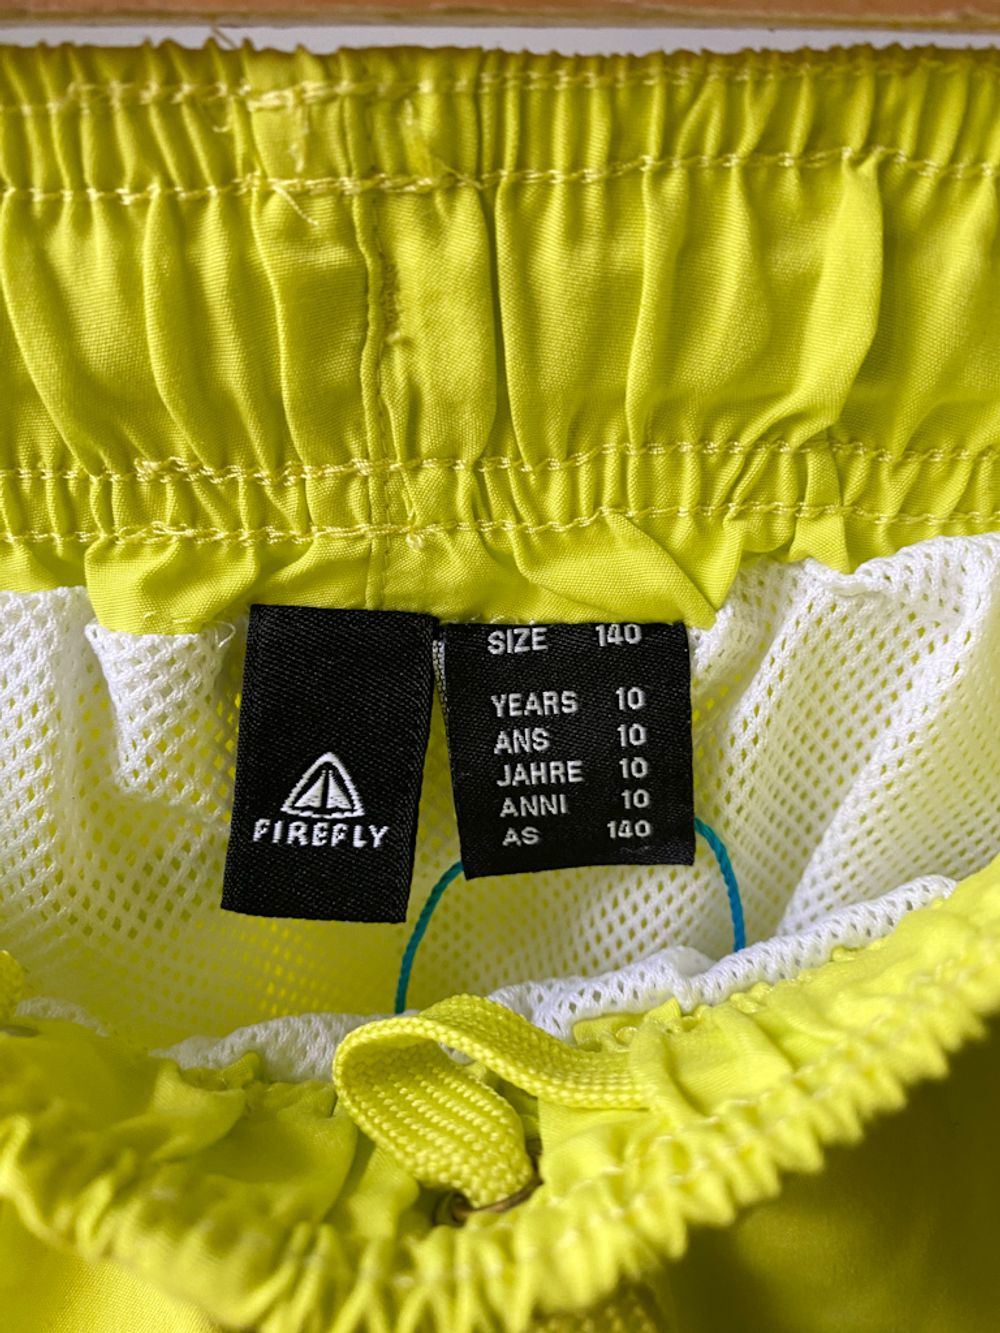 FIREFLY
SIZE 140
YEARS 10
ANS 10
JAHRE 10
ANNI 10
AS 140